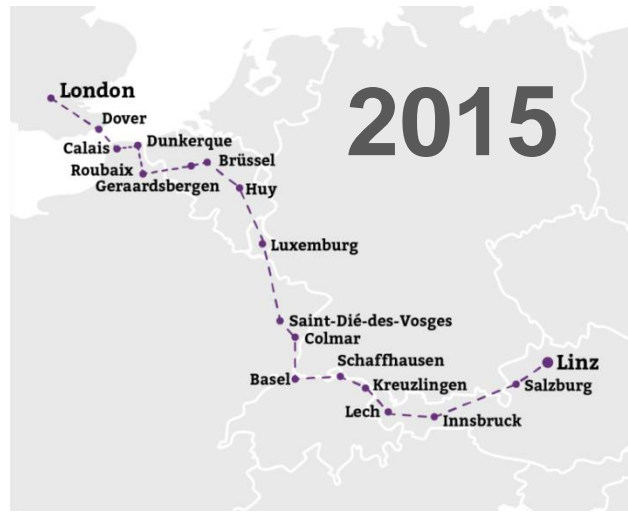 London
2015
Dover
Calais
Dunkerque
Roubaix
Brüssel
Geraardsbergen
Huy
Luxemburg
Saint-Dié-des-Vosges
Colmar
Schaffhausen
Linz
Basel
Kreuzlingen
Salzburg
Lech
Innsbruck